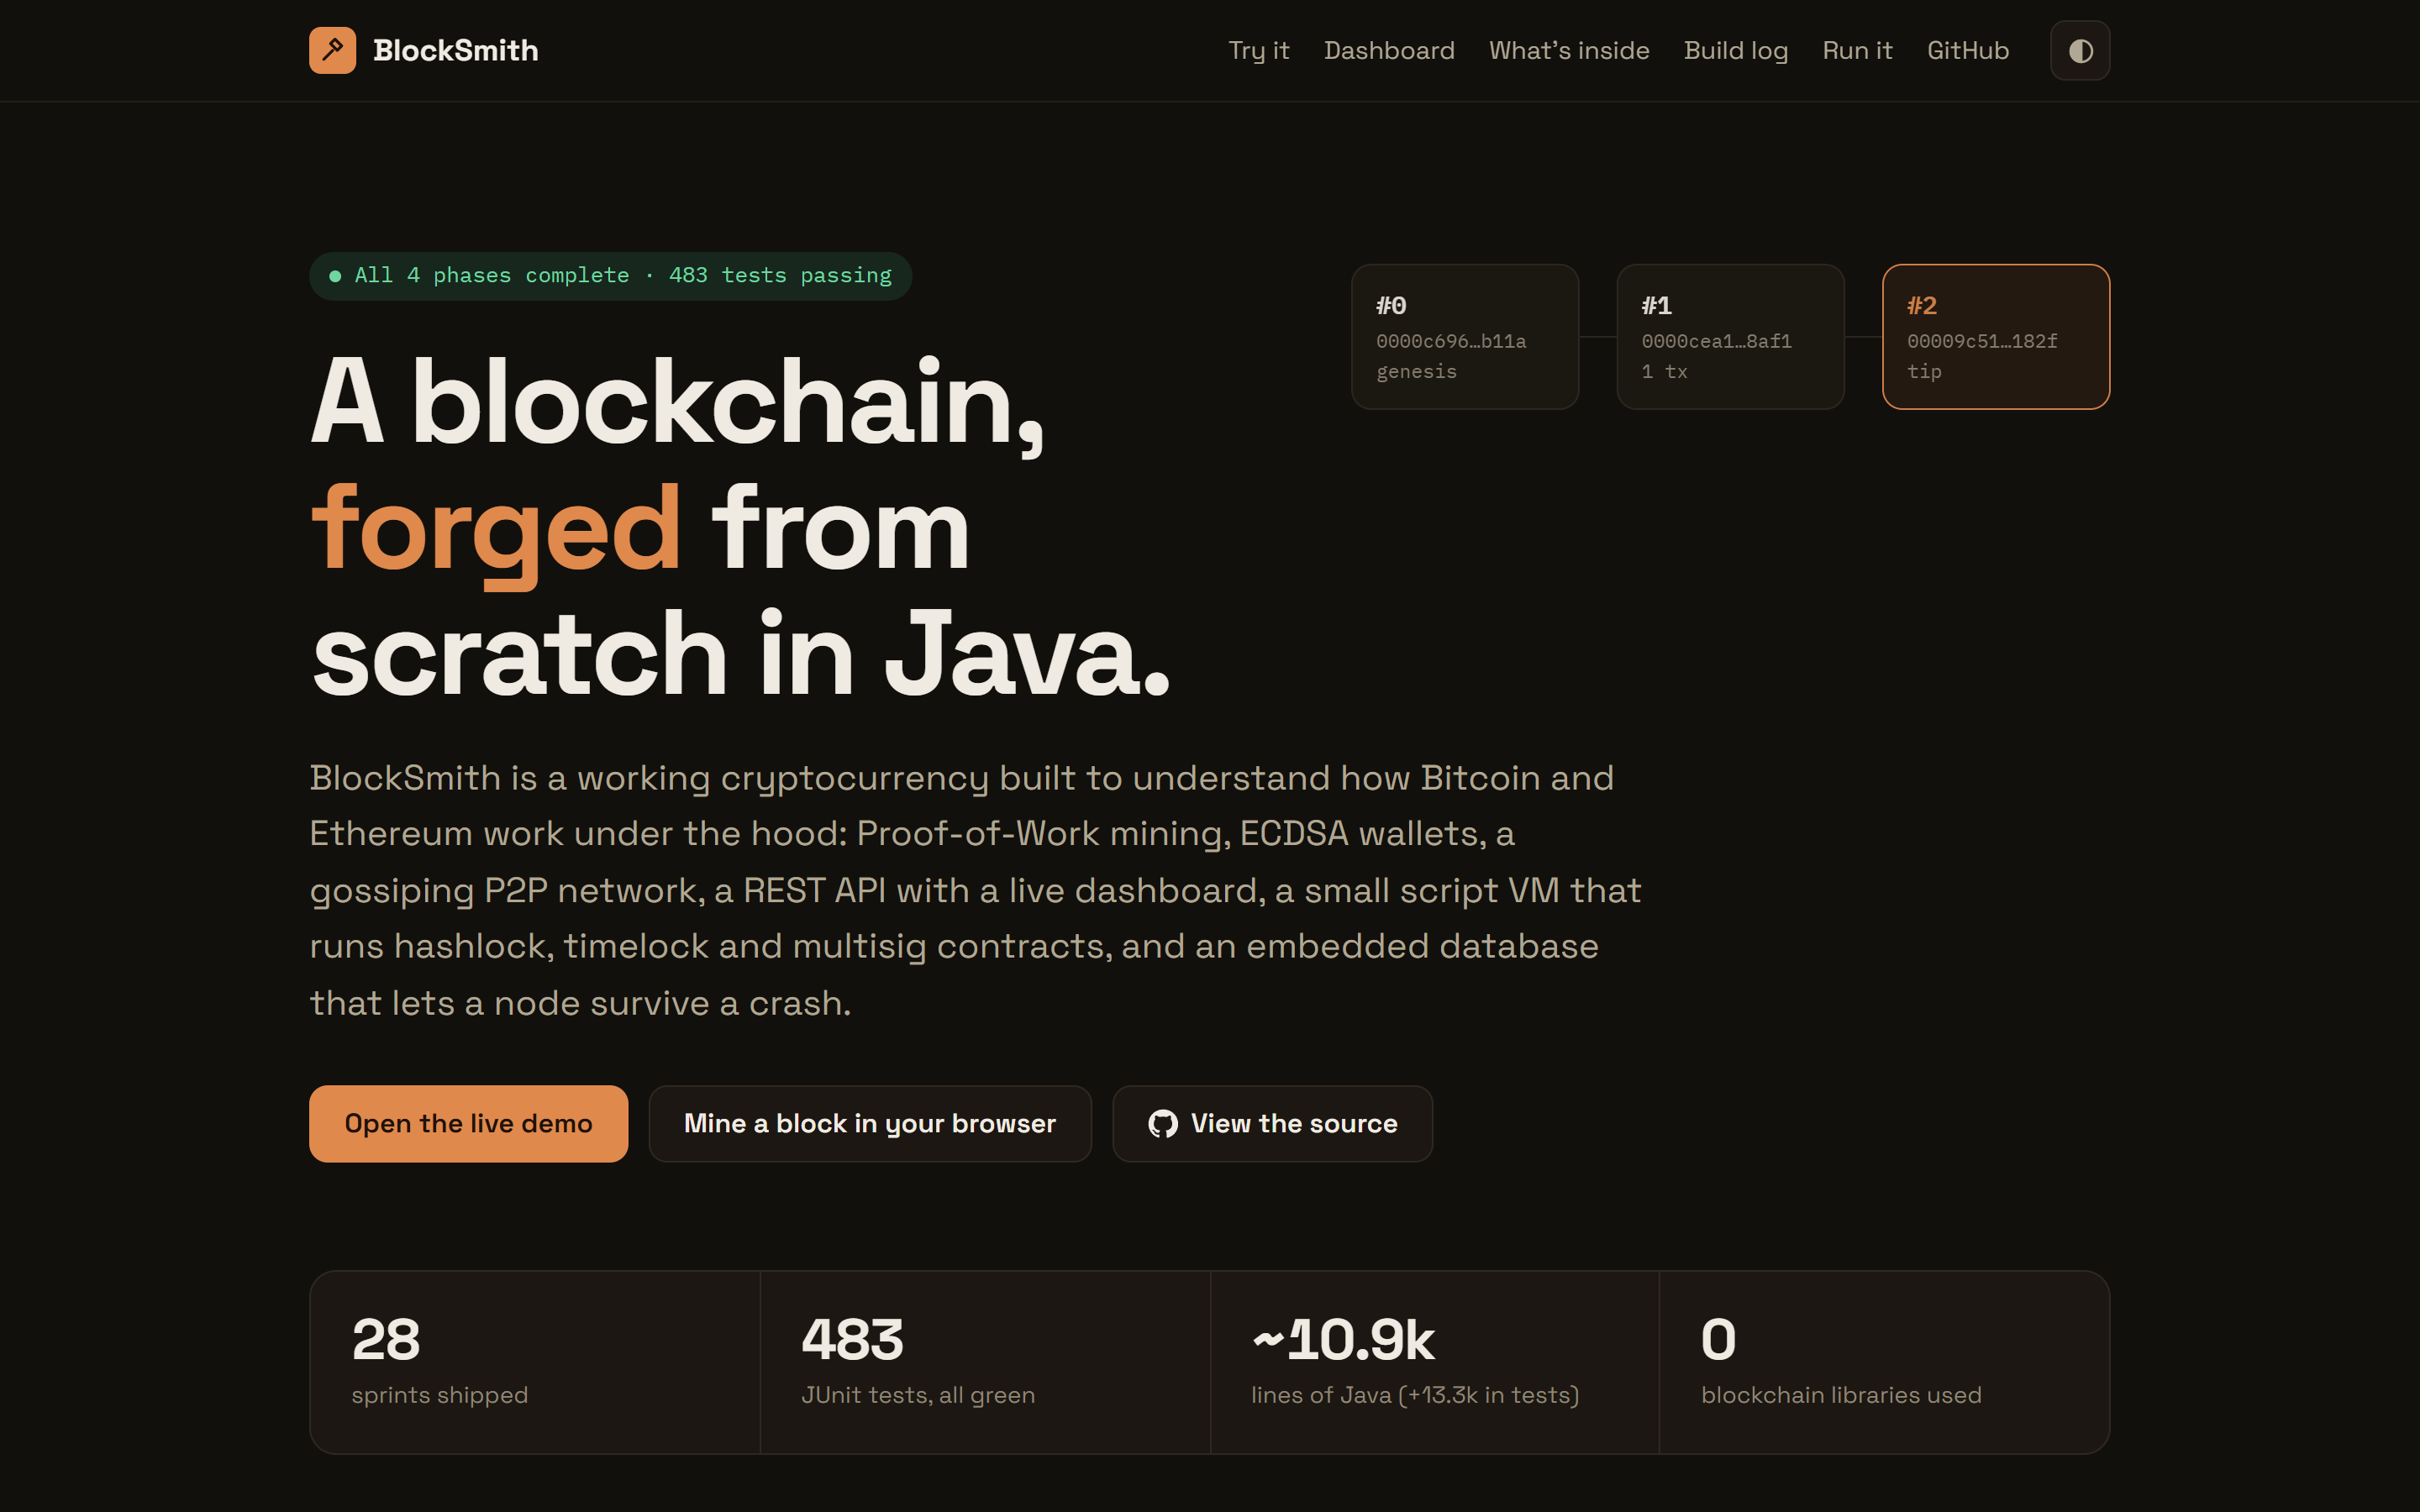 BlockSmith
Try it
Dashboard
What's inside
Build log
Run it
GitHub
All 4 phases complete · 483 tests passing
A blockchain,
forged from
scratch in Java.
#0
0000c696…b11a
genesis
#1
0000cea1…8af1
1 tx
#2
00009c51…182f
tip
BlockSmith is a working cryptocurrency built to understand how Bitcoin and
Ethereum work under the hood: Proof-of-Work mining, ECDSA wallets, a
gossiping P2P network, a REST API with a live dashboard, a small script VM that
runs hashlock, timelock and multisig contracts, and an embedded database
that lets a node survive a crash.
Open the live demo
Mine a block in your browser
View the source
28
sprints shipped
483
JUnit tests, all green
~10.9k
lines of Java (+13.3k in tests)
0
blockchain libraries used